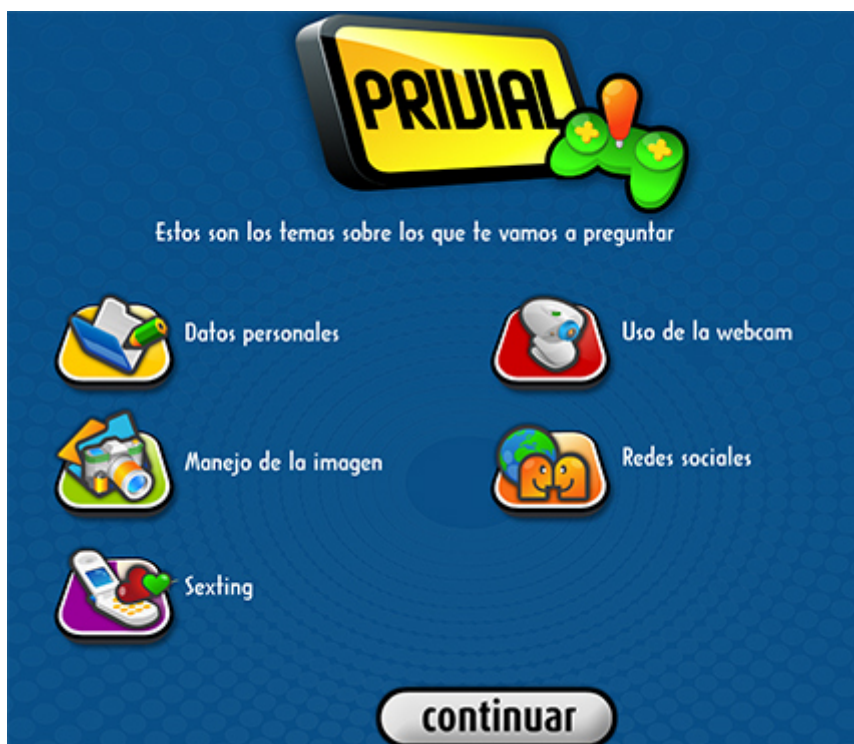 PRIVIAL
Estos son los temas sobre los que te vamos a preguntar
Datos personales
Uso de la webcam
Manejo de la imagen
Redes sociales
Sexting
continuar